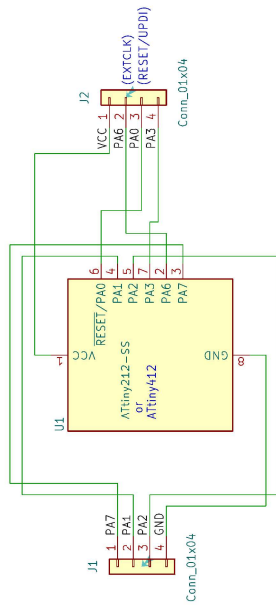 J2
VCC 1
PA6 2
PA0 3
PA3 4
(EXTCLK)
(RESET/UPDI)
Conn_01x04
U1
ATtiny212-SS
or
ATtiny412
VCC
1
GND
8
RESET/PA0 6
PA1 4
PA2 5
PA3 7
PA6 2
PA7 3
J1
PA7 1
PA1 2
PA2 3
GND 4
Conn_01x04